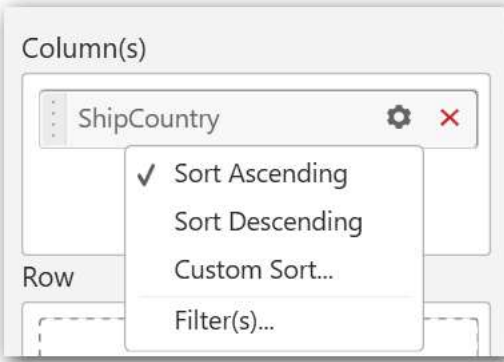 Column(s)
ShipCountry
Sort Ascending
Sort Descending
Custom Sort...
Row
Filter(s)...